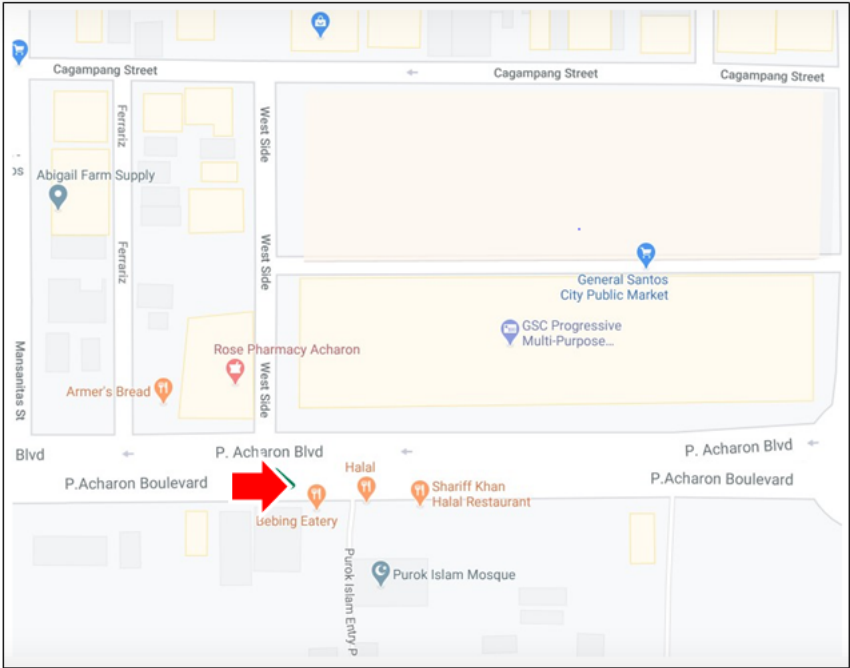 Cagampang Street
Cagampang Street
Cagampang Street
Ferrariz
West Side
os
Abigail Farm Supply
Ferrariz
West Side
General Santos
City Public Market
GSC Progressive
Multi-Purpose...
Mansanitas St
Rose Pharmacy Acharon
West Side
Armer's Bread
Blvd
P. Acharon Blvd
P. Acharon Blvd
P.Acharon Boulevard
P.Acharon Boulevard
Halal
Shariff Khan
Halal Restaurant
Bebing Eatery
Purok Islam Entry P
Purok Islam Mosque